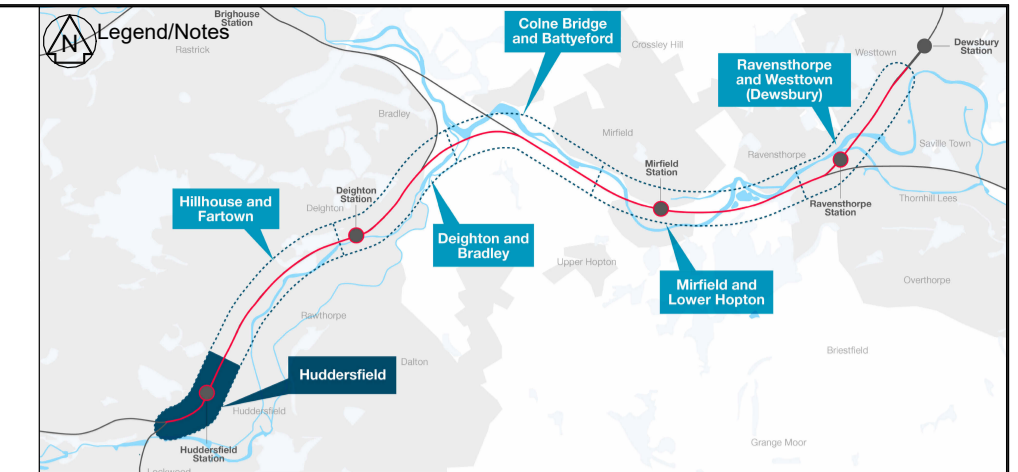 Brighouse
Station
N
Legend/Notes
Rastrick
Colne Bridge
and Battyeford
Crossley Hill
Westtown
Dewsbury
Station
Ravensthorpe
and Westtown
(Dewsbury)
Bradley
Mirfield
Ravensthorpe
Saville Town
Mirfield
Station
Hillhouse and
Fartown
Deighton
Station
Deighton
Ravensthorpe
Station
Thornhill Lees
Deighton and
Bradley
Upper Hopton
Mirfield and
Lower Hopton
Overthorpe
Rawthorpe
Briestfield
Dalton
Huddersfield
Huddersfield
Grange Moor
Huddersfield
Station
Lockwood